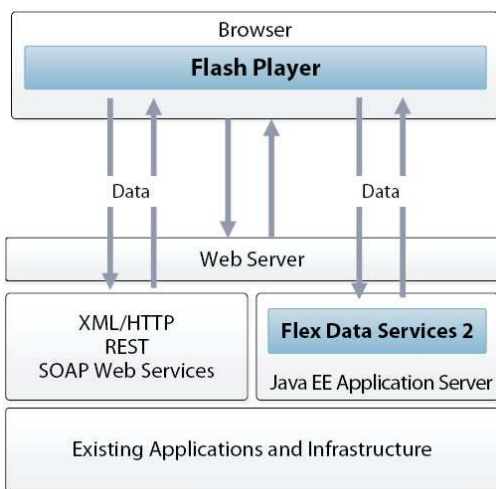 Browser
Flash Player
Data
Data
Web Server
XML/HTTP
REST
SOAP Web Services
Flex Data Services 2
Java EE Application Server
Existing Applications and Infrastructure